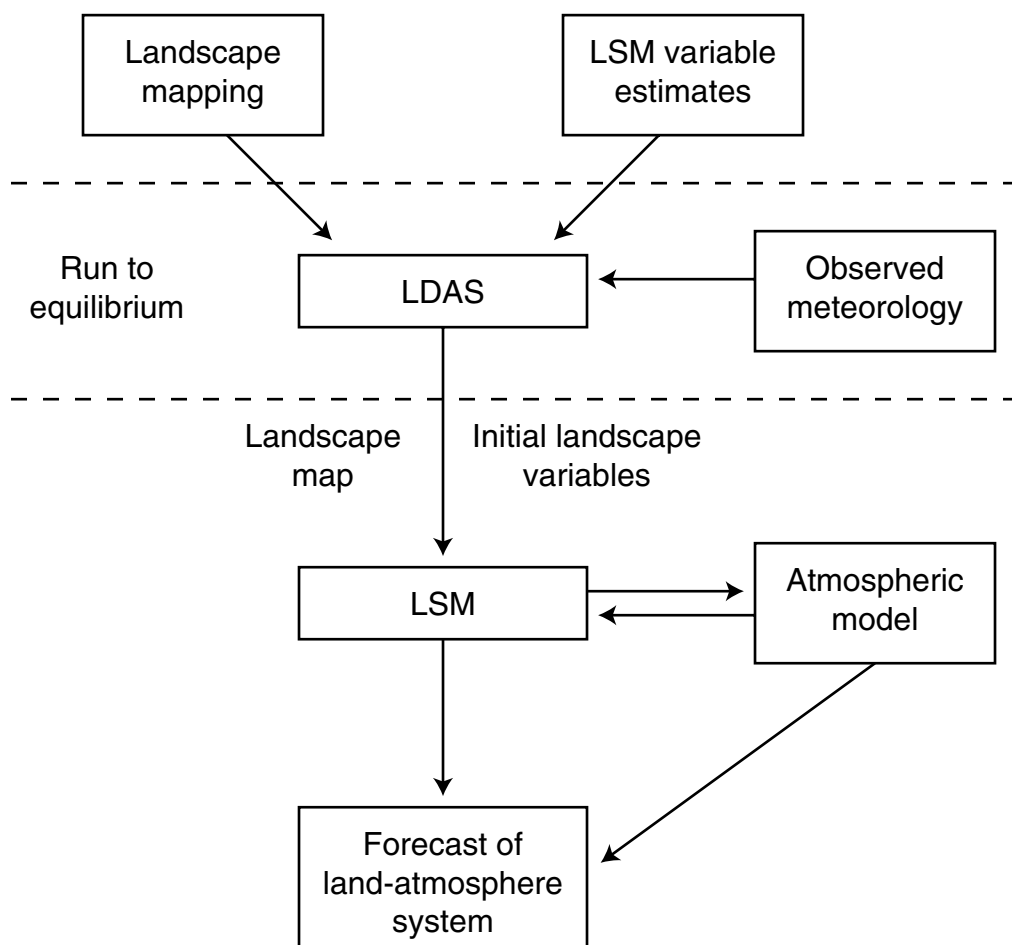 Landscape
mapping
LSM variable
estimates
Run to
equilibrium
LDAS
Observed
meteorology
Landscape
map
Initial landscape
variables
LSM
Atmospheric
model
Forecast of
land-atmosphere
system